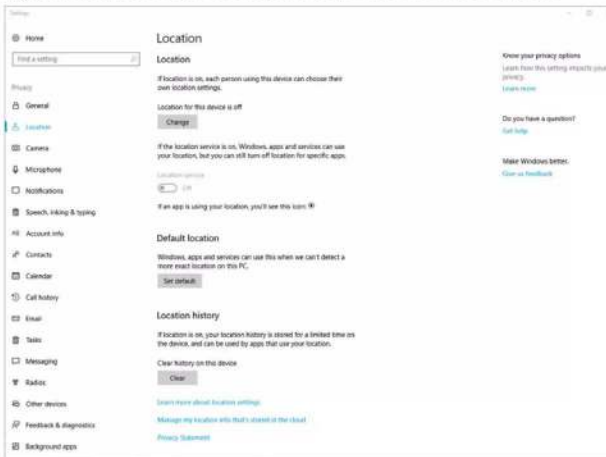 Settings
Home
Find a setting
Privacy
General
Location
Camera
Microphone
Notifications
Speech, inking & typing
Account info
Contacts
Calendar
Call history
Email
Tasks
Messaging
Radios
Other devices
Feedback & diagnostics
Background apps
Location
Location
If location is on, each person using this device can choose their
own location settings.
Location for this device is off
Change
If the location service is on, Windows, apps and services can use
your location, but you can still turn off location for specific apps.
Location service
Off
If an app is using your location, you'll see this icon:
Default location
Windows, apps and services can use this when we can't detect a
more exact location on this PC.
Set default
Location history
If location is on, your location history is stored for a limited time on
the device, and can be used by apps that use your location.
Clear history on this device
Clear
Learn more about location settings
Manage my location info that's stored in the cloud
Privacy Statement
Know your privacy options
Learn how this setting impacts your
privacy.
Learn more
Do you have a question?
Get help
Make Windows better.
Give us feedback